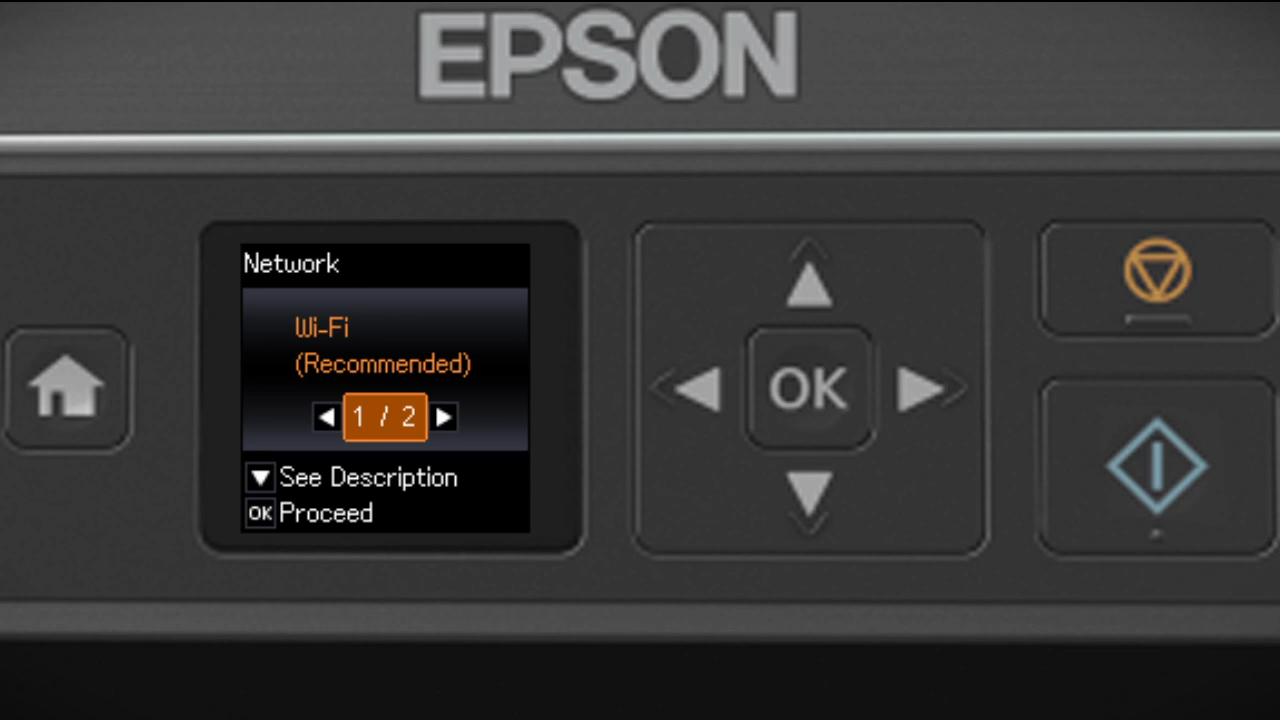 EPSON
Network
Wi-Fi
(Recommended)
1 / 2
See Description
OK Proceed
OK